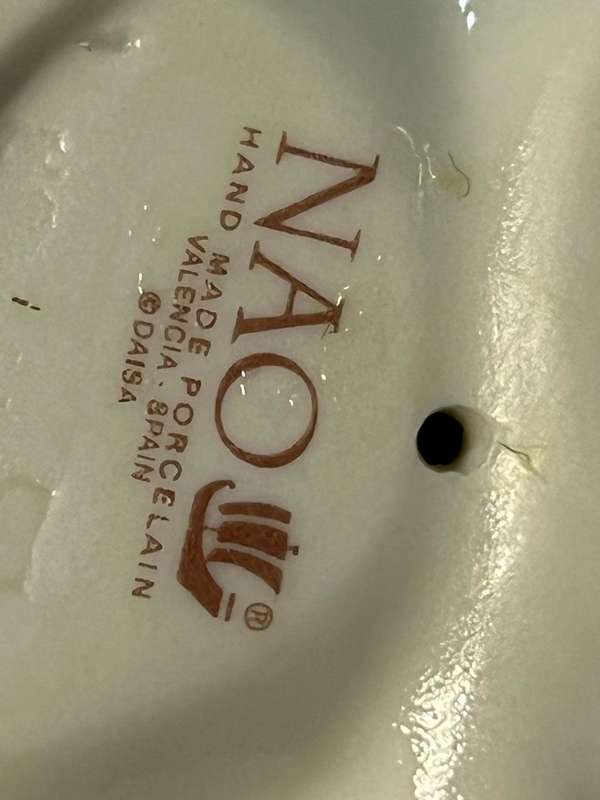 NAO ®
HAND MADE PORCELAIN
VALENCIA. SPAIN
© DAISA